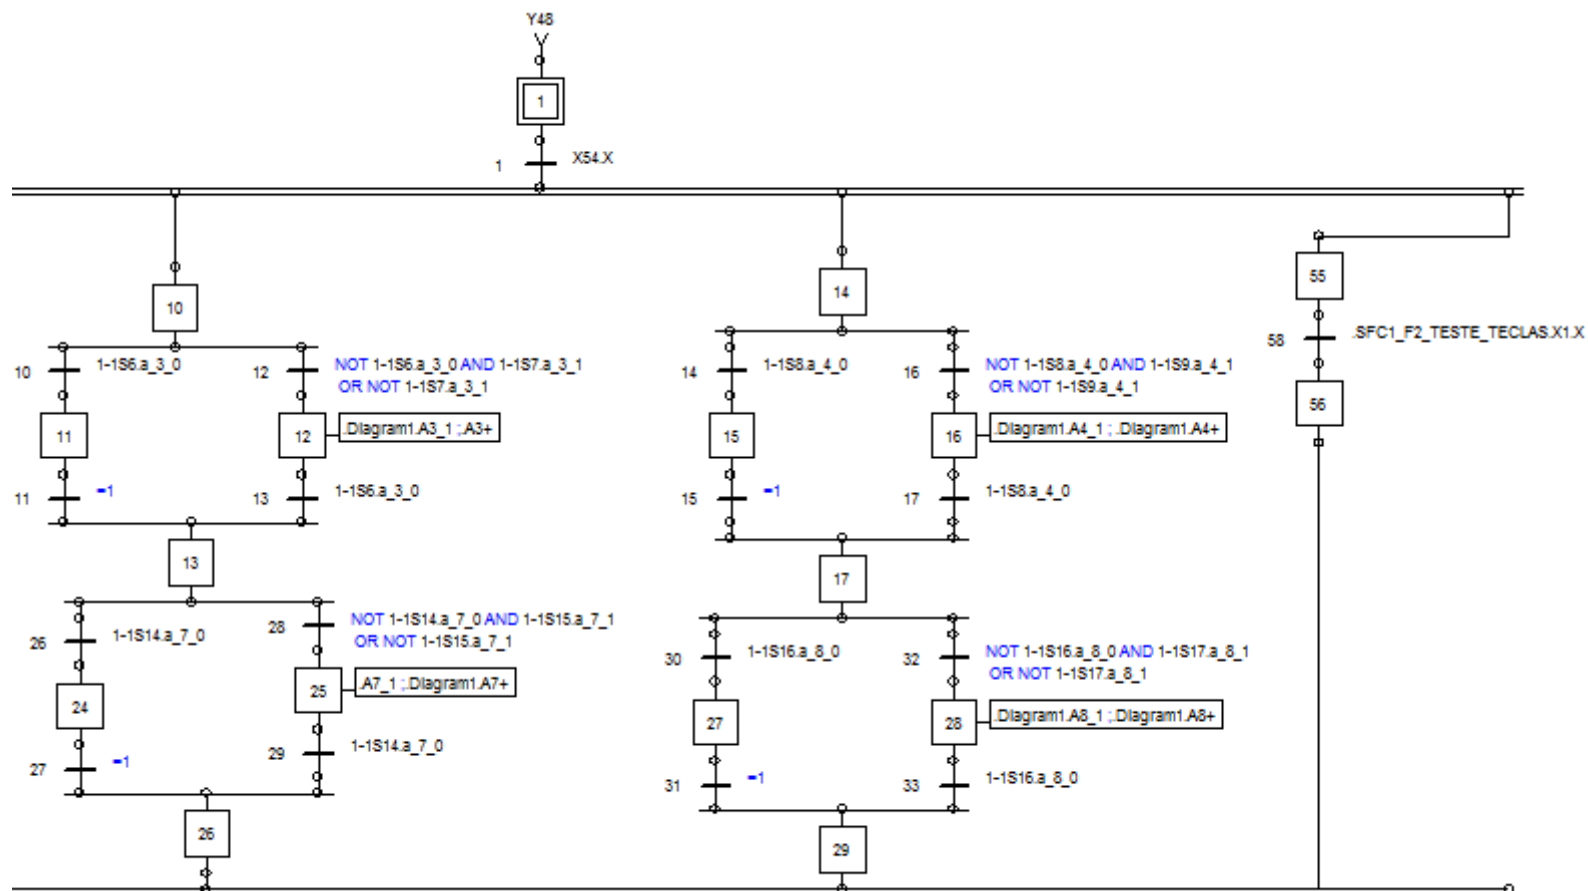 Y48
1
1
X54.X
10
14
55
58
.SFC1_F2_TESTE_TECLAS.X1.X
56
10
1-1S6.a_3_0
12
NOT 1-1S6.a_3_0 AND 1-1S7.a_3_1
OR NOT 1-1S7.a_3_1
14
1-1S8.a_4_0
16
NOT 1-1S8.a_4_0 AND 1-1S9.a_4_1
OR NOT 1-1S9.a_4_1
11
12
.Diagram1.A3_1 ;.A3+
15
16
.Diagram1.A4_1 ;.Diagram1.A4+
11
=1
13
1-1S6.a_3_0
15
=1
17
1-1S8.a_4_0
13
17
26
1-1S14.a_7_0
28
NOT 1-1S14.a_7_0 AND 1-1S15.a_7_1
OR NOT 1-1S15.a_7_1
30
1-1S16.a_8_0
32
NOT 1-1S16.a_8_0 AND 1-1S17.a_8_1
OR NOT 1-1S17.a_8_1
24
25
.A7_1 ;.Diagram1.A7+
27
28
.Diagram1.A8_1 ;.Diagram1.A8+
27
=1
29
1-1S14.a_7_0
31
=1
33
1-1S16.a_8_0
26
29